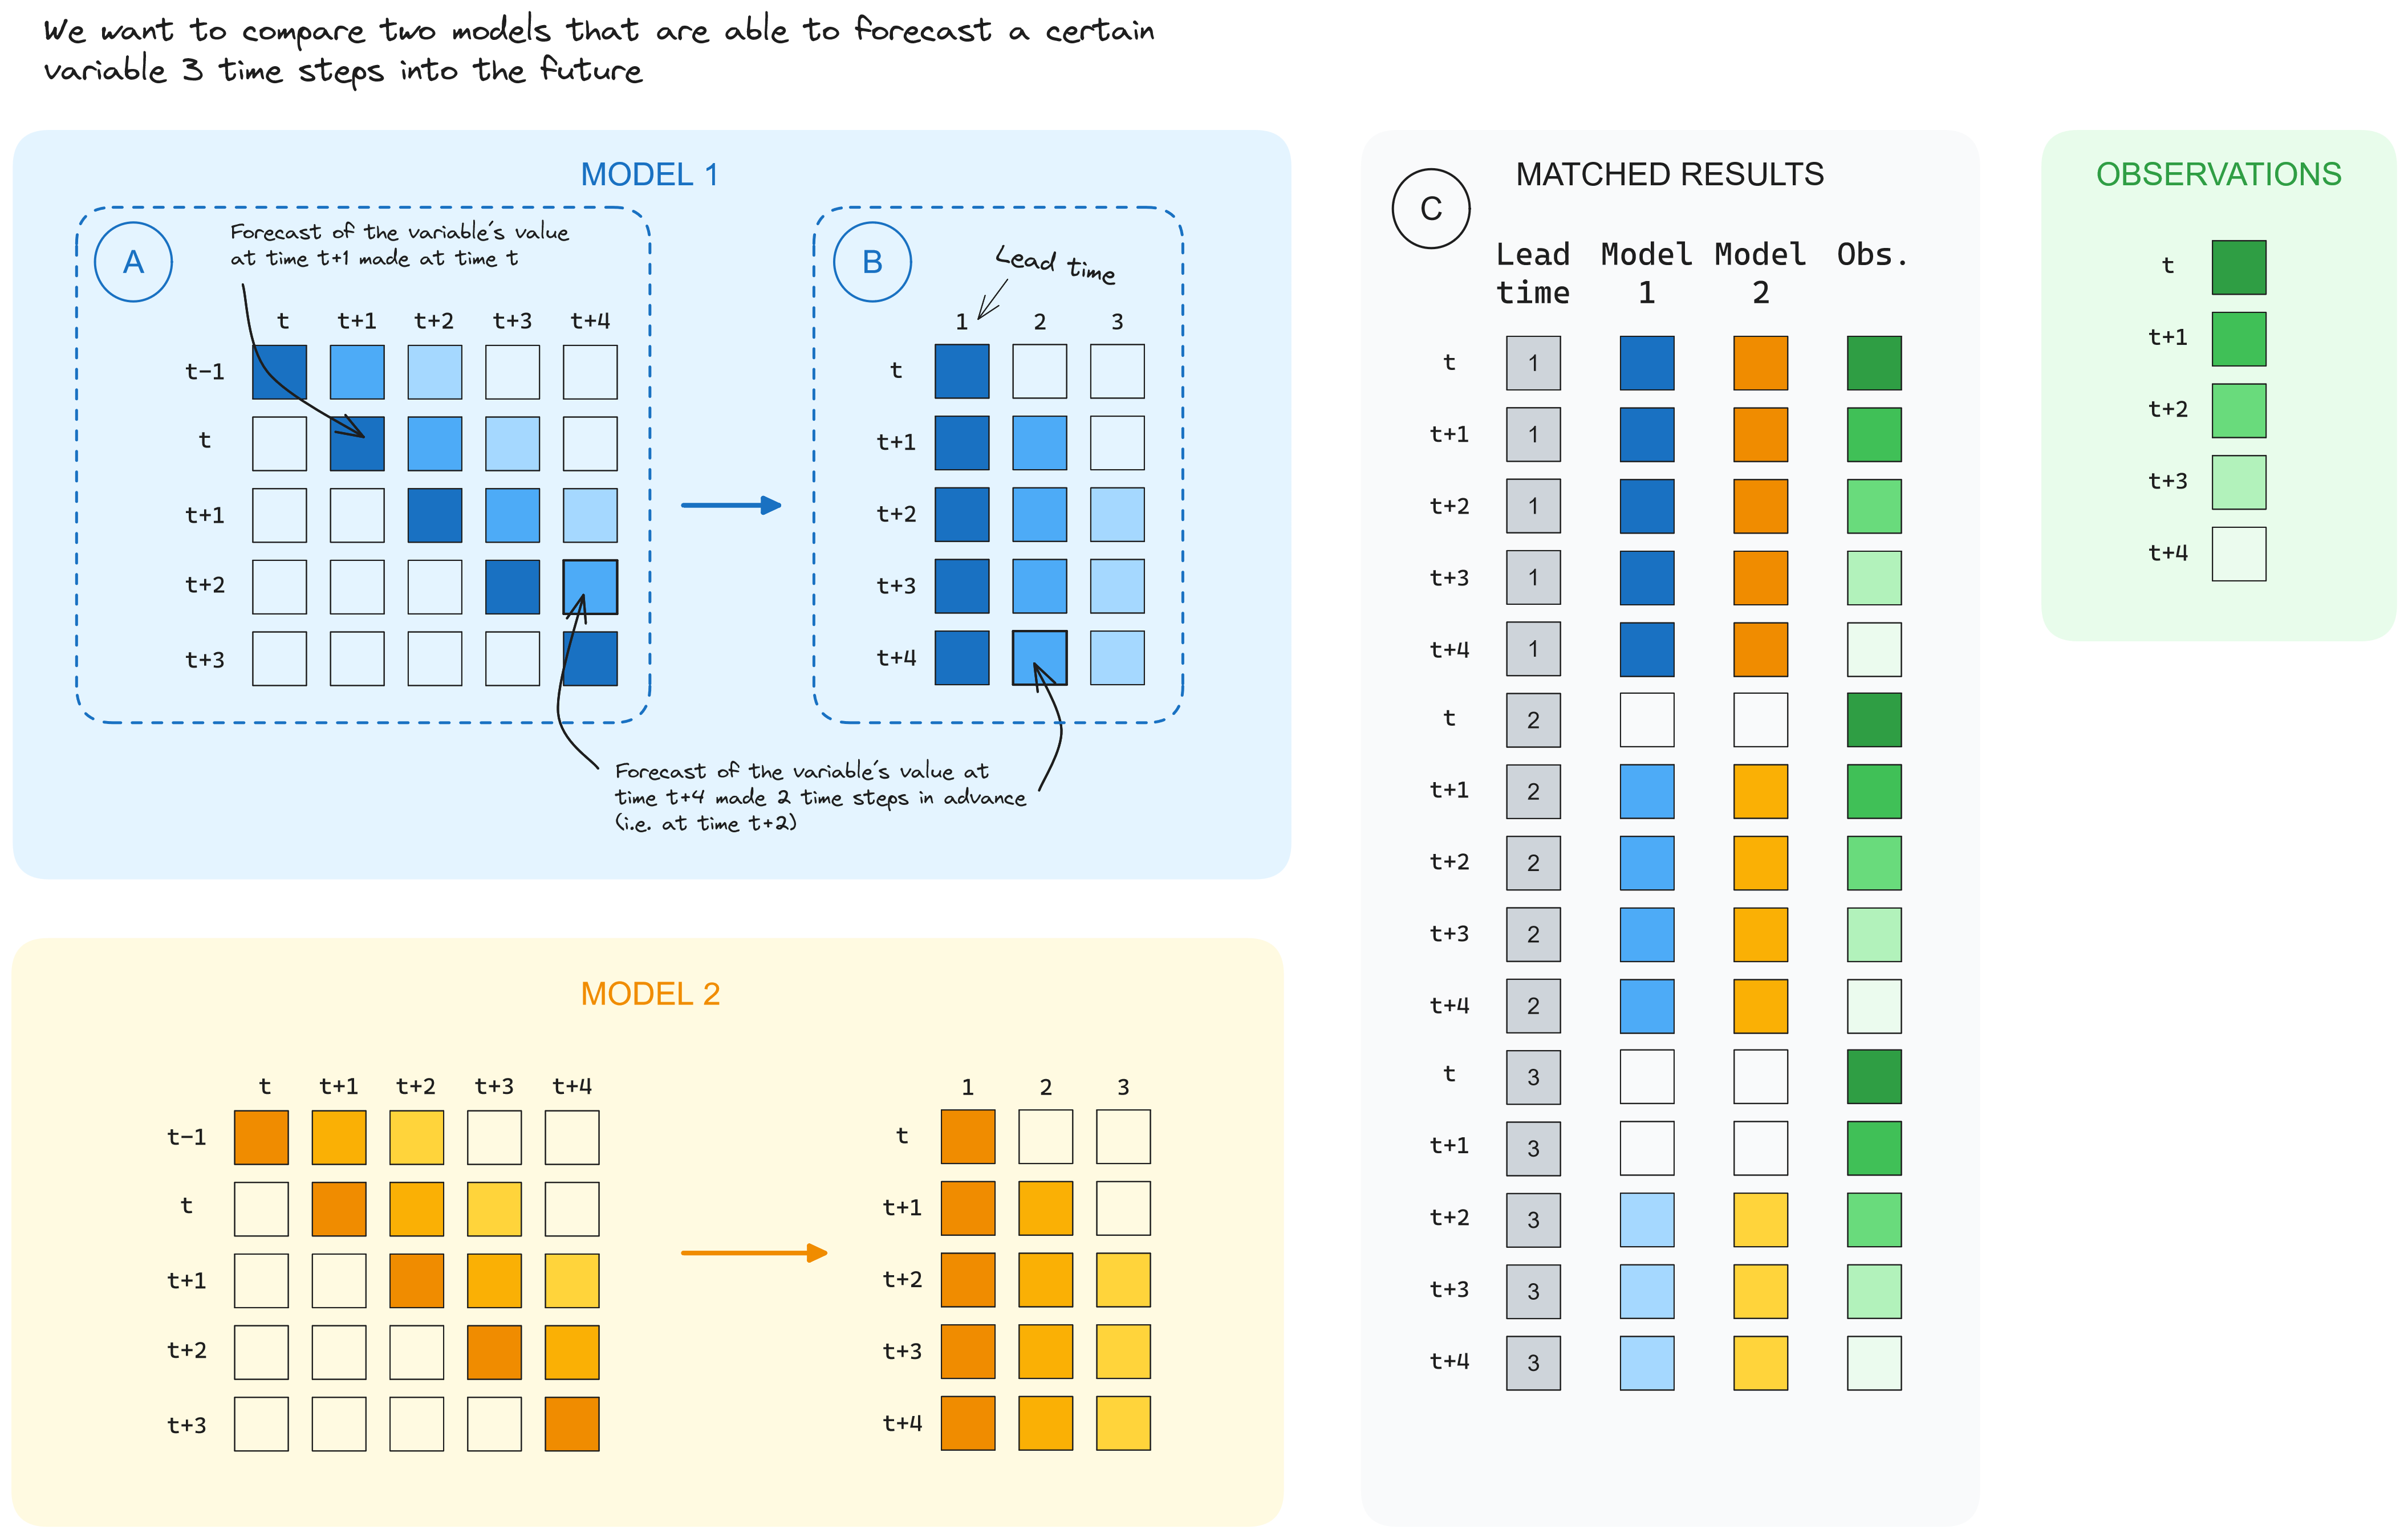 We want to compare two models that are able to forecast a certain
variable 3 time steps into the future
MODEL 1
A
Forecast of the variable's value
at time t+1 made at time t
t t+1 t+2 t+3 t+4
t-1
t
t+1
t+2
t+3
B
Lead time
1 2 3
t
t+1
t+2
t+3
t+4
Forecast of the variable's value at
time t+4 made 2 time steps in advance
(i.e. at time t+2)
MODEL 2
t t+1 t+2 t+3 t+4
t-1
t
t+1
t+2
t+3
1 2 3
t
t+1
t+2
t+3
t+4
C
MATCHED RESULTS
Lead Model Model Obs.
time 1 2
t 1
t+1 1
t+2 1
t+3 1
t+4 1
t 2
t+1 2
t+2 2
t+3 2
t+4 2
t 3
t+1 3
t+2 3
t+3 3
t+4 3
OBSERVATIONS
t
t+1
t+2
t+3
t+4